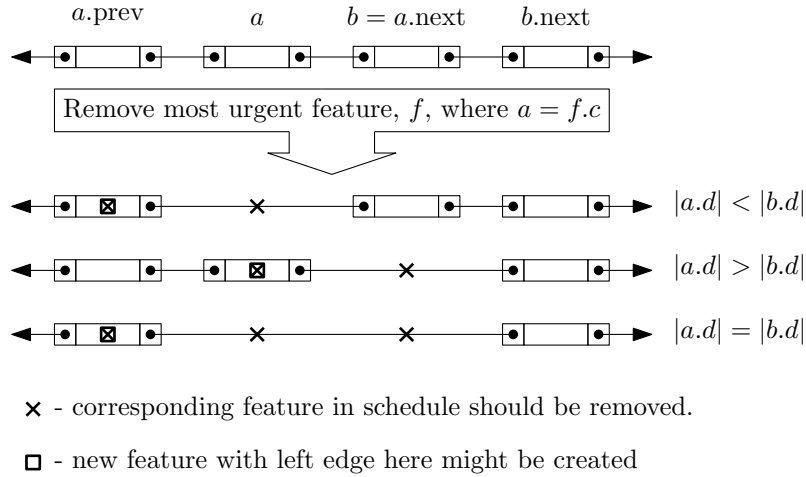 a.prev a b = a.next b.next
Remove most urgent feature, f, where a = f.c
|a.d| < |b.d|
|a.d| > |b.d|
|a.d| = |b.d|
× - corresponding feature in schedule should be removed.
□ - new feature with left edge here might be created